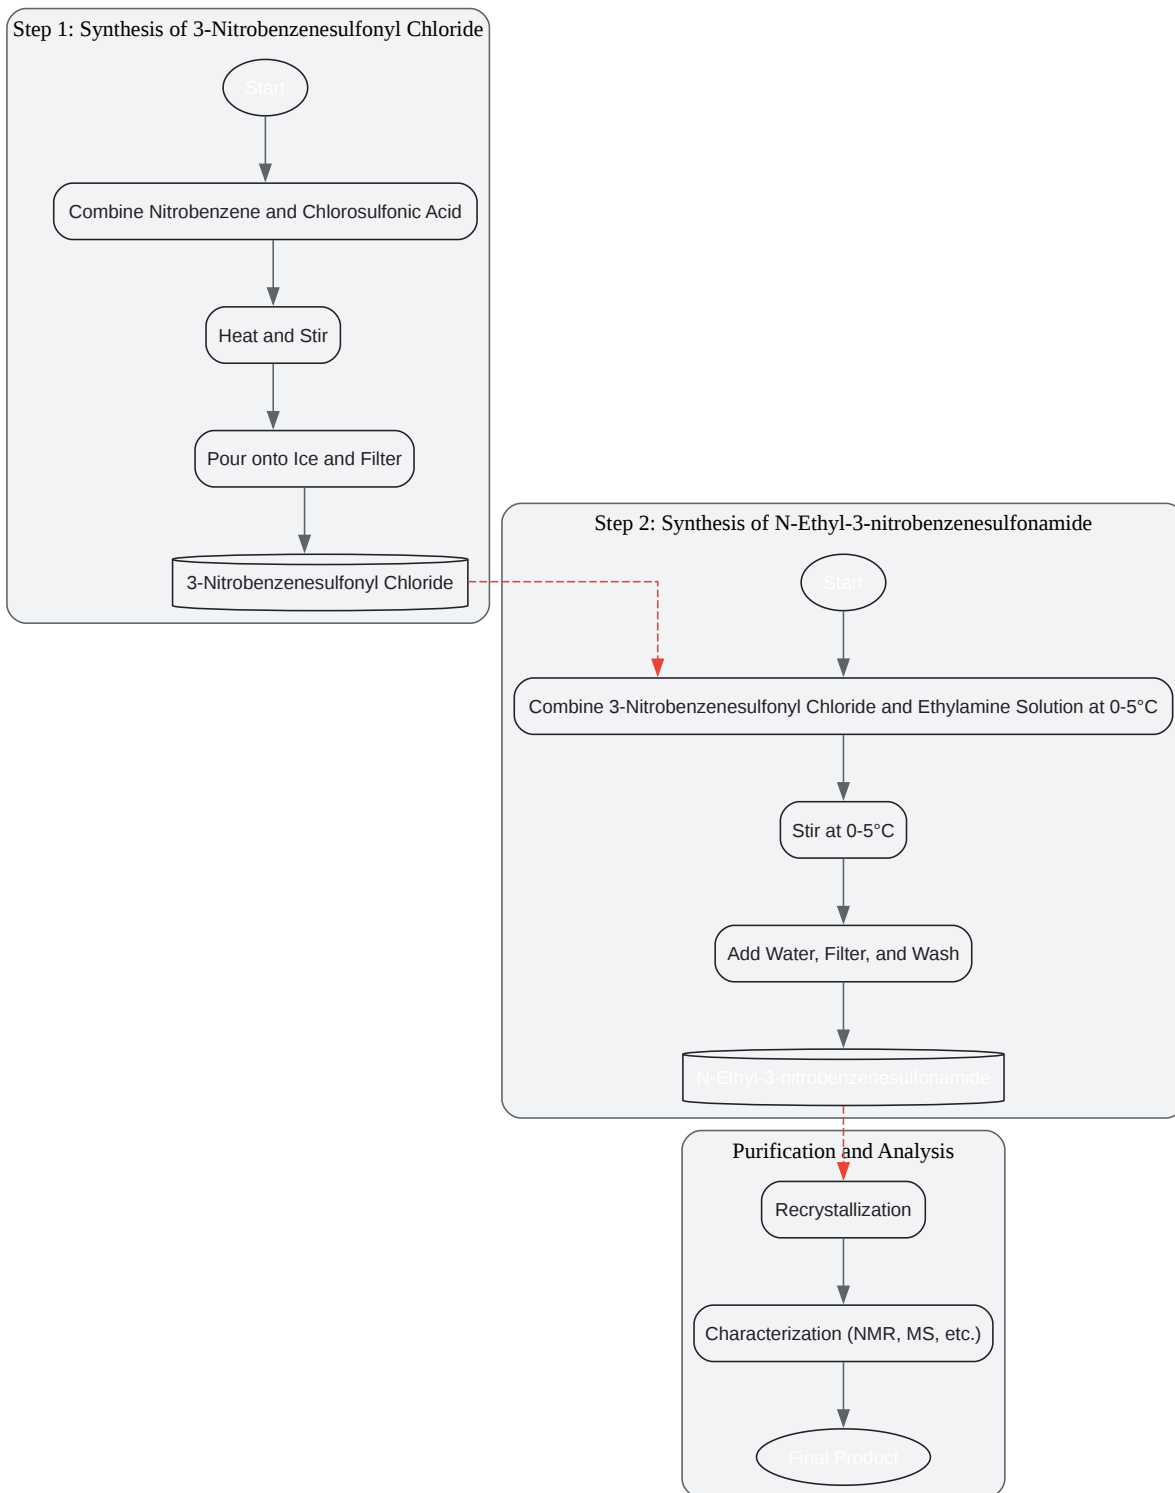 Step 1: Synthesis of 3-Nitrobenzenesulfonyl Chloride
Start
Combine Nitrobenzene and Chlorosulfonic Acid
Heat and Stir
Pour onto Ice and Filter
3-Nitrobenzenesulfonyl Chloride
Step 2: Synthesis of N-Ethyl-3-nitrobenzenesulfonamide
Start
Combine 3-Nitrobenzenesulfonyl Chloride and Ethylamine Solution at 0-5°C
Stir at 0-5°C
Add Water, Filter, and Wash
N-Ethyl-3-nitrobenzenesulfonamide
Purification and Analysis
Recrystallization
Characterization (NMR, MS, etc.)
Final Product